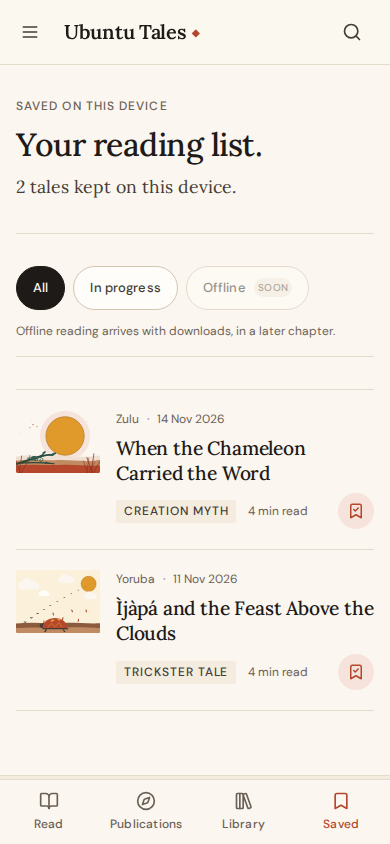 Ubuntu Tales
SAVED ON THIS DEVICE
Your reading list.
2 tales kept on this device.
All
In progress
Offline SOON
Offline reading arrives with downloads, in a later chapter.
Zulu · 14 Nov 2026
When the Chameleon
Carried the Word
CREATION MYTH 4 min read
Yoruba · 11 Nov 2026
Ìjàpá and the Feast Above the
Clouds
TRICKSTER TALE 4 min read
Read
Publications
Library
Saved